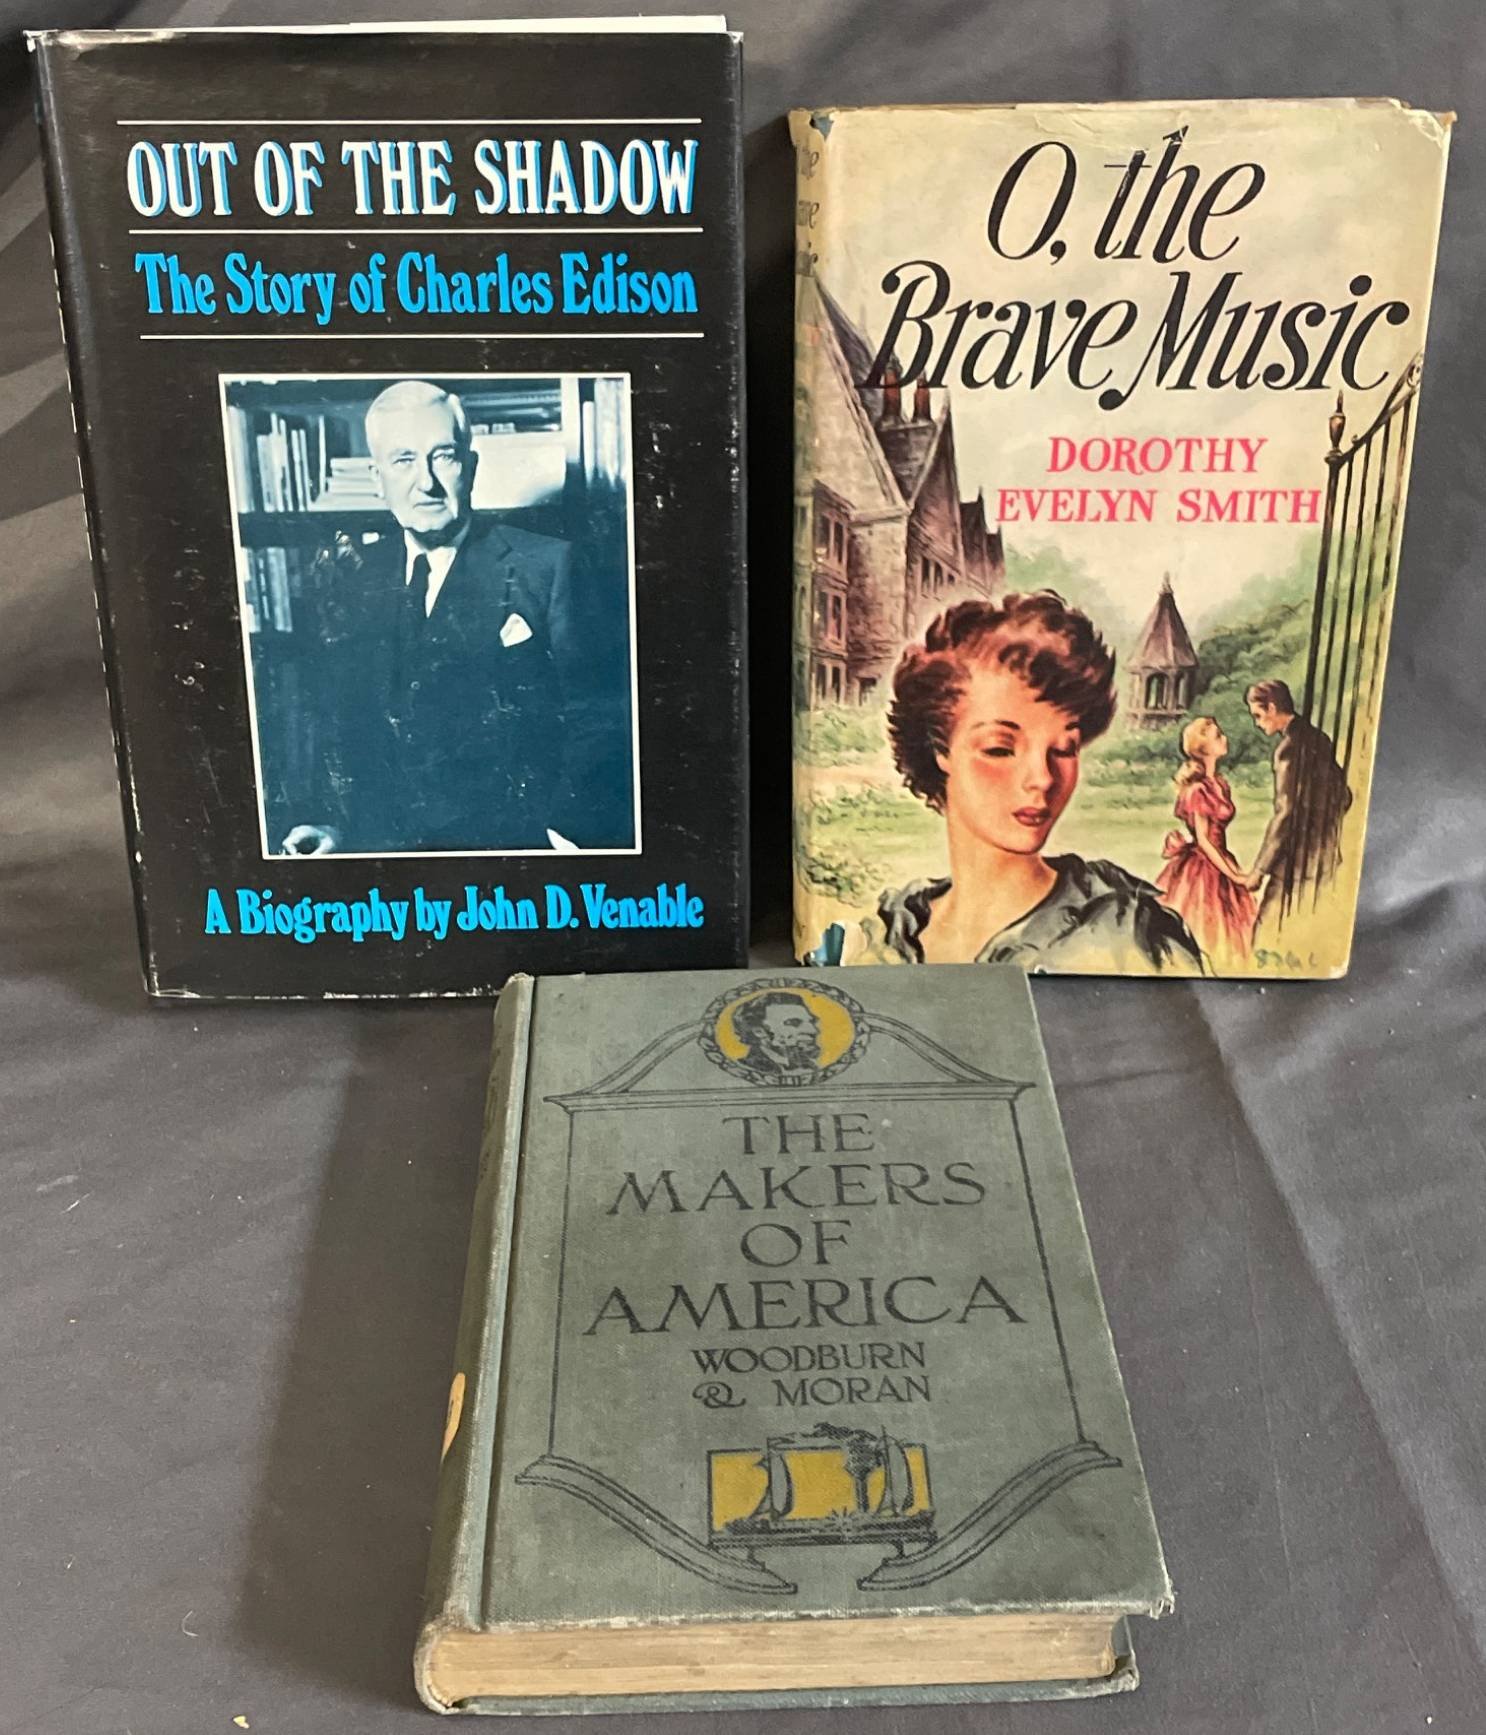 OUT OF THE SHADOW
The Story of Charles Edison
A Biography by John D. Venable
O, the
Brave Music
DOROTHY
EVELYN SMITH
THE
MAKERS
OF
AMERICA
WOODBURN
& MORAN